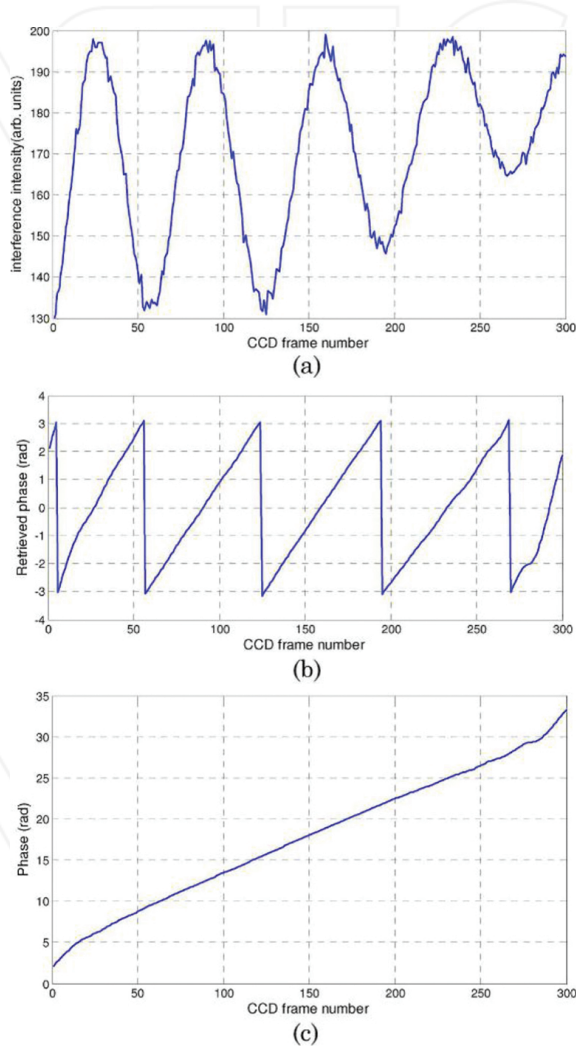 200
190
180
170
160
150
140
130
interference intensity(arb. units)
0 50 100 150 200 250 300
CCD frame number
(a)
4
3
2
1
0
-1
-2
-3
-4
Retrieved phase (rad)
0 50 100 150 200 250 300
CCD frame number
(b)
35
30
25
20
15
10
5
0
Phase (rad)
0 50 100 150 200 250 300
CCD frame number
(c)